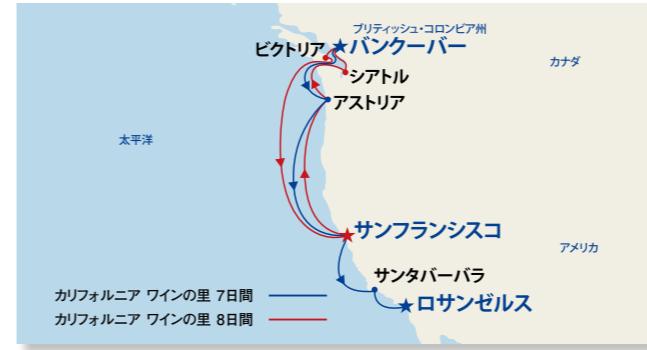 ブリティッシュ・コロンビア州
ビクトリア
バンクーバー
カナダ
シアトル
アストリア
太平洋
サンフランシスコ
アメリカ
サンタバーバラ
カリフォルニア ワインの里 7日間
ロサンゼルス
カリフォルニア ワインの里 8日間